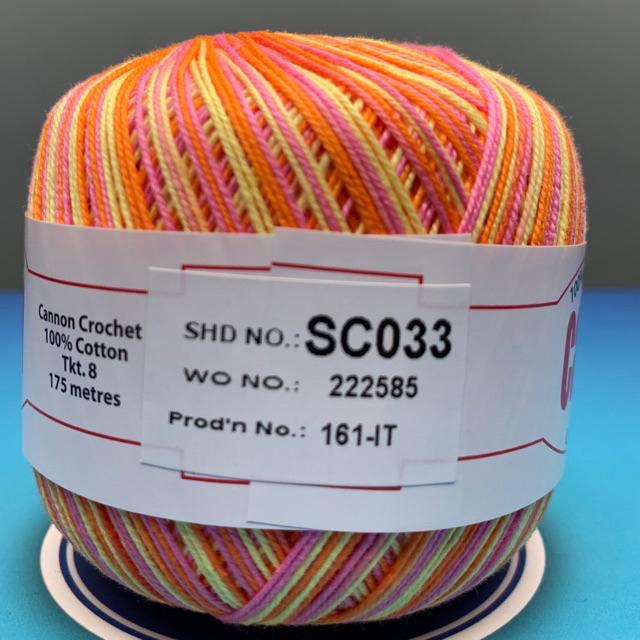 Cannon Crochet
100% Cotton
Tkt. 8
175 metres
SHD NO.: SC033
WO NO.: 222585
Prod'n No.: 161-IT